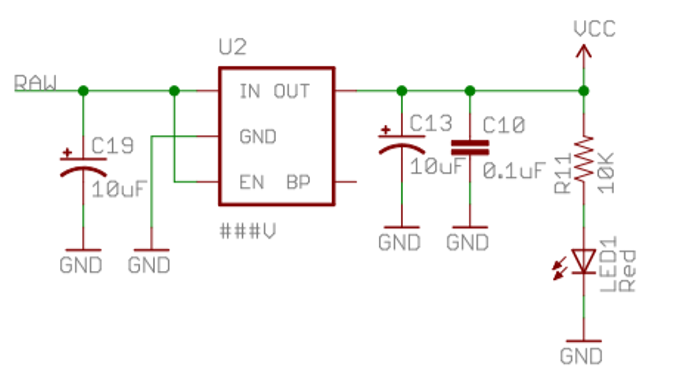 VCC
U2
RAW
IN OUT
GND
EN BP
C19
10uF
C13
10uF
C10
0.1uF
R11
10K
###V
GND
GND
GND
GND
LED1
Red
GND